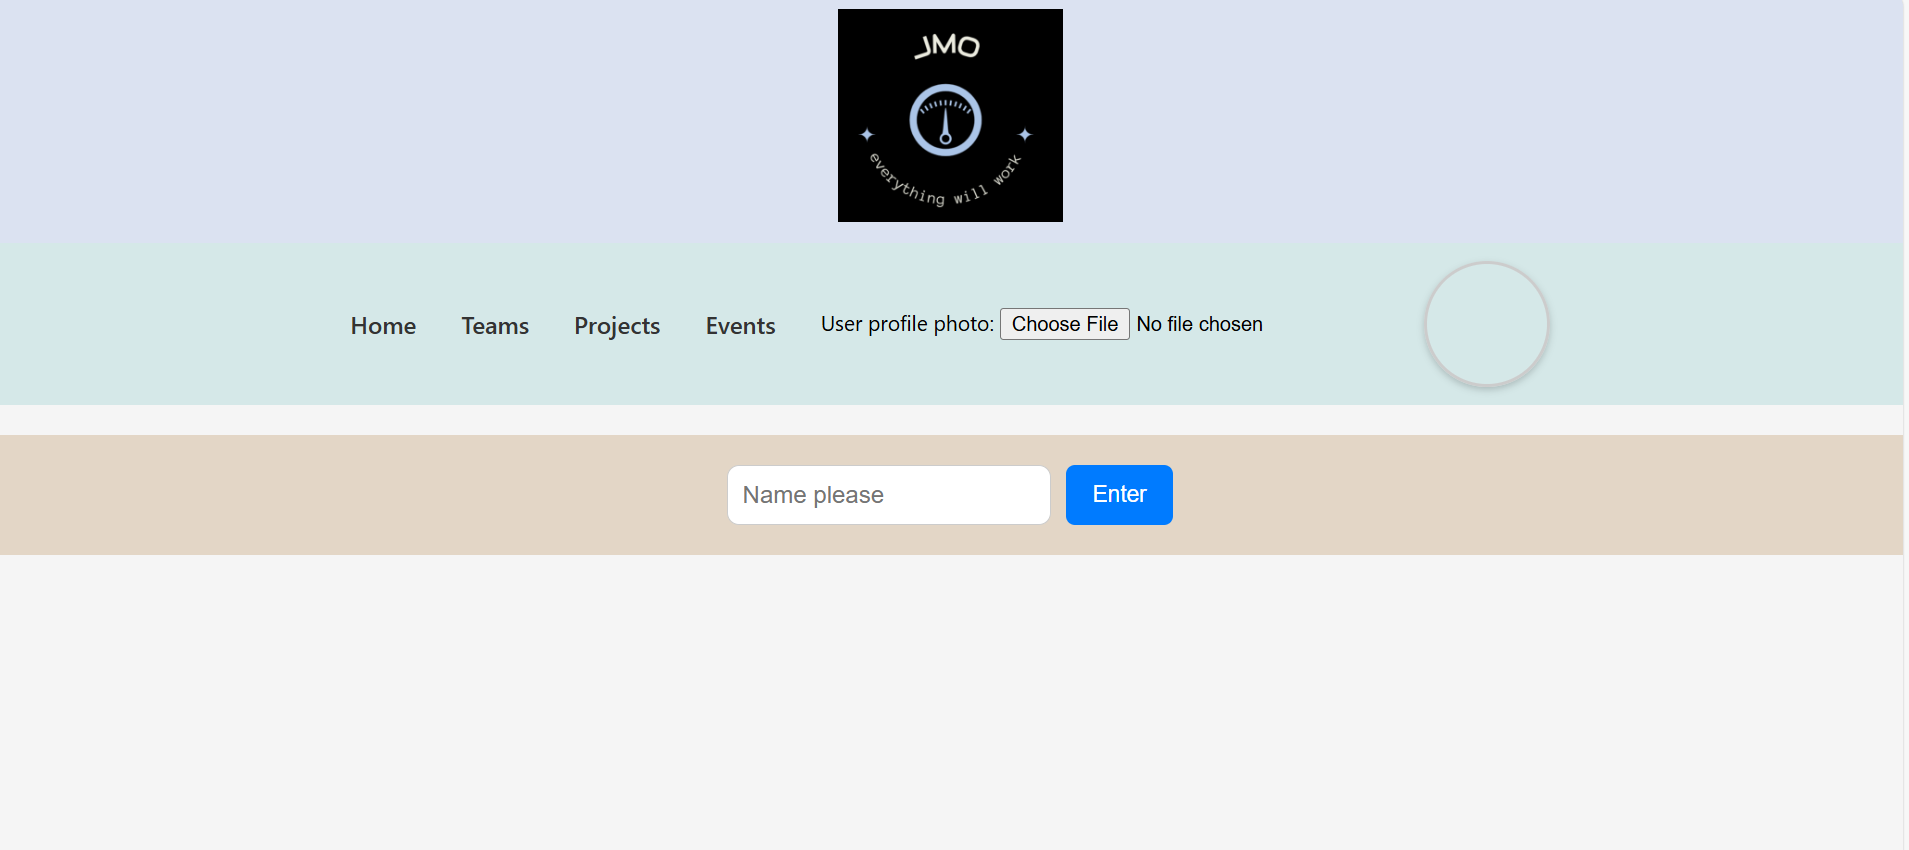 JMO
everything will work
Home Teams Projects Events User profile photo: Choose File No file chosen
Name please Enter